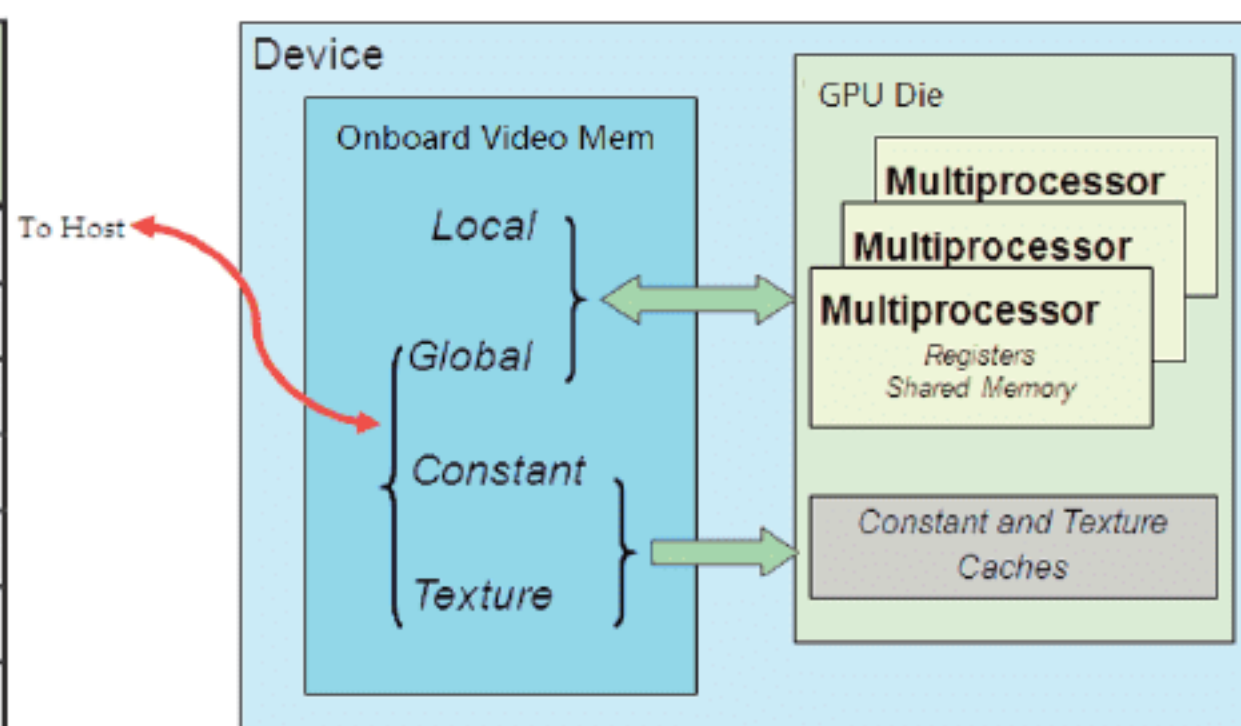 Device
Onboard Video Mem
Local
Global
Constant
Texture
To Host
GPU Die
Multiprocessor
Multiprocessor
Multiprocessor
Registers
Shared Memory
Constant and Texture
Caches